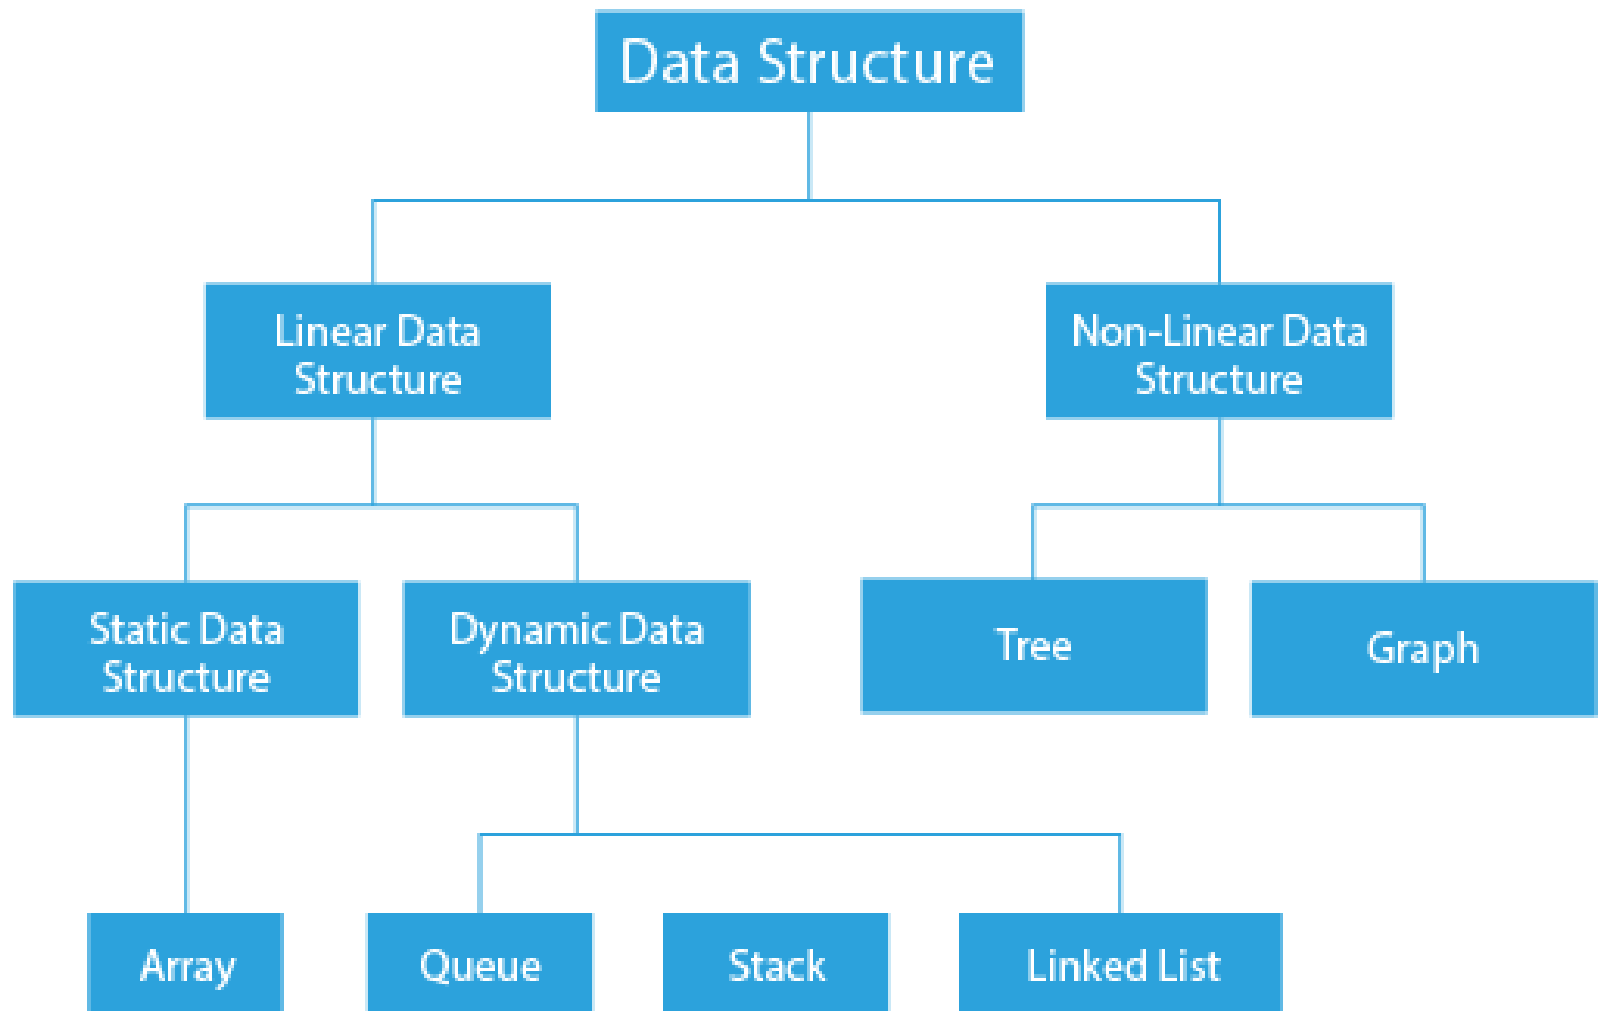 Data Structure
Linear Data
Structure
Non-Linear Data
Structure
Static Data
Structure
Dynamic Data
Structure
Tree
Graph
Array
Queue
Stack
Linked List